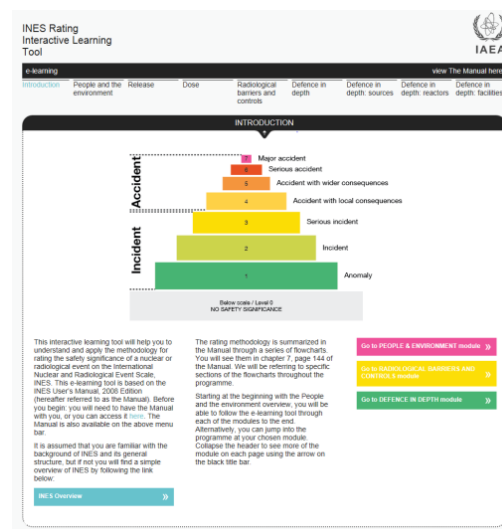 INES Rating
Interactive Learning
Tool
IAEA
e-learning
view The Manual here
Introduction
People and the
environment
Release
Dose
Radiological
barriers and
controls
Defence in
depth
Defence in
depth: sources
Defence in
depth: reactors
Defence in
depth: facilities
INTRODUCTION
Accident
Incident
7 Major accident
6 Serious accident
5 Accident with wider consequences
4 Accident with local consequences
3 Serious incident
2 Incident
1 Anomaly
Below scale / Level 0
NO SAFETY SIGNIFICANCE
This interactive learning tool will help you to
understand and apply the methodology for
rating the safety significance of a nuclear or
radiological event on the International
Nuclear and Radiological Event Scale,
INES. This e-learning tool is based on the
INES User's Manual, 2008 Edition
(hereafter referred to as the Manual). Before
you begin: you will need to have the Manual
with you, or you can access it here. The
Manual is also available on the above menu
bar.
It is assumed that you are familiar with the
background of INES and its general
structure, but if not you will find a simple
overview of INES by following the link
below:
INES Overview »
The rating methodology is summarized in
the Manual through a series of flowcharts.
You will see them in chapter 7, page 144 of
the Manual. We will be referring to specific
sections of the flowcharts throughout the
programme.
Starting at the beginning with the People
and the environment overview, you will be
able to follow the e-learning tool through
each of the modules to the end.
Alternatively, you can jump into the
programme at your chosen module.
Collapse the header to see more of the
module on each page using the arrow on
the black title bar.
Go to PEOPLE & ENVIRONMENT module »
Go to RADIOLOGICAL BARRIERS AND
CONTROLS module »
Go to DEFENCE IN DEPTH module »